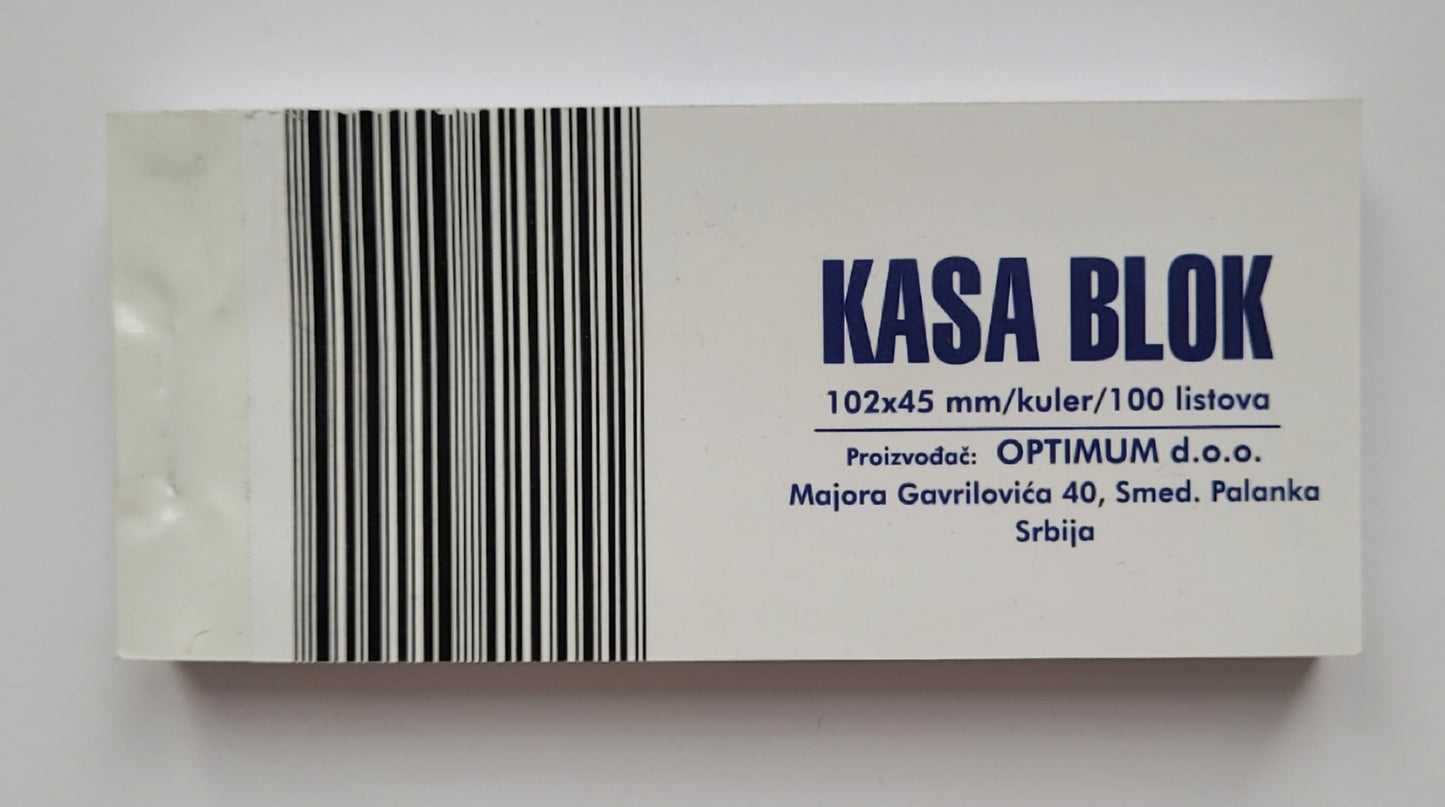 KASA BLOK
102x45 mm/kuler/100 listova
Proizvođač: OPTIMUM d.o.o.
Majora Gavrilovića 40, Smed. Palanka
Srbija